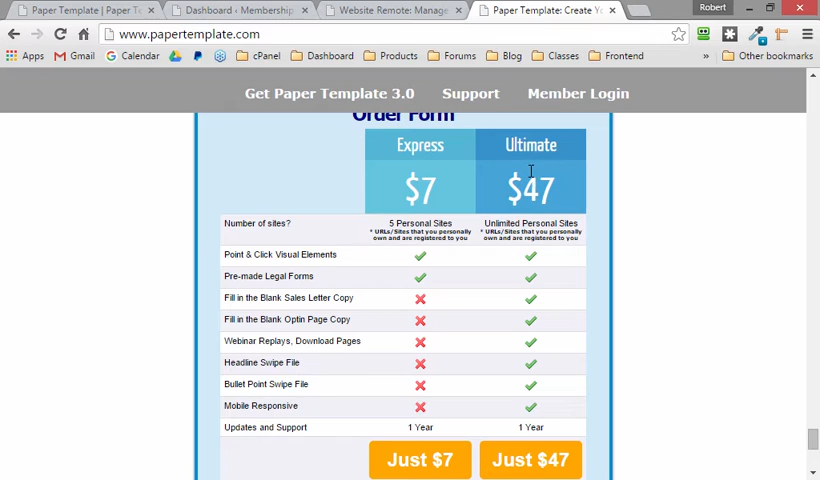 Robert
Paper Template | Paper T
Dashboard ‹ Membership
Website Remote: Manage
Paper Template: Create Yo
www.papertemplate.com
Apps
Gmail
Calendar
cPanel
Dashboard
Products
Forums
Blog
Classes
Frontend
»
Other bookmarks
Get Paper Template 3.0 Support Member Login
Order Form
Express Ultimate
$7 $47
Number of sites? 5 Personal Sites Unlimited Personal Sites
* URLs/Sites that you personally * URLs/Sites that you personally
own and are registered to you own and are registered to you
Point & Click Visual Elements
Pre-made Legal Forms
Fill in the Blank Sales Letter Copy
Fill in the Blank Optin Page Copy
Webinar Replays, Download Pages
Headline Swipe File
Bullet Point Swipe File
Mobile Responsive
Updates and Support 1 Year 1 Year
Just $7 Just $47